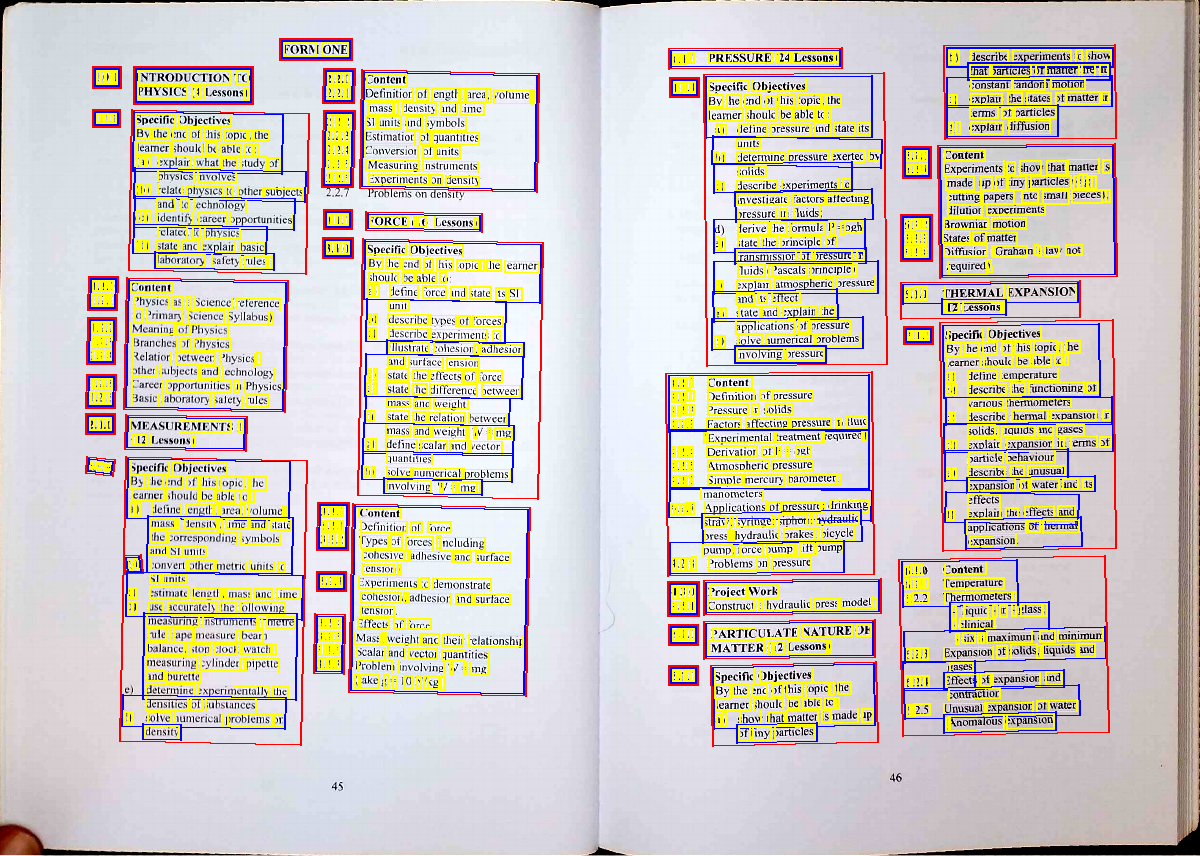 FORM ONE
INTRODUCTION TO
PHYSICS (4 Lessons)
Specific Objectives
By the end of this topic, the
learner should be able to:
a) explain what the study of
physics involves
b) relate physics to other subjects
and to technology
c) identify career opportunities
related to physics
d) state and explain basic
laboratory safety rules
Content
Physics as a Science (reference
to Primary Science Syllabus)
Meaning of Physics
Branches of Physics
Relation between Physics,
other subjects and technology
Career opportunities in Physics
Basic laboratory safety rules
MEASUREMENTS I
(12 Lessons)
Specific Objectives
By the end of this topic, the
learner should be able to:
a) define length, area, volume
mass, density, time and state
the corresponding symbols
and SI units
convert other metric units to
SI units
estimate length, mass and time
use accurately the following
measuring instruments: metre
rule, tape measure, beam
balance, stop clock/watch
measuring cylinder, pipette
and burette
e) determine experimentally the
densities of substances
f) solve numerical problems on
density
2.2.1
Content
Definition of length, area, volume
mass, density and time
SI units and symbols
Estimation of quantities
Conversion of units
Measuring instruments
Experiments on density
2.2.7 Problems on density
FORCE I (16 Lessons)
Specific Objectives
By the end of this topic, the learner
should be able to:
a) define force and state its SI
unit
b) describe types of forces
c) describe experiments to
illustrate cohesion, adhesion
and surface tension
state the effects of force
state the difference between
mass and weight
state the relation between
mass and weight W = mg
define scalar and vector
quantities
h) solve numerical problems
involving W = mg
Content
Definition of force
Types of forces including
cohesive, adhesive and surface
tension
Experiments to demonstrate
cohesion, adhesion and surface
tension.
Effects of force
Mass, weight and their relationship
Scalar and vector quantities
Problem involving W = mg
(take g = 10 N/kg)
45
PRESSURE (24 Lessons)
Specific Objectives
By the end of this topic, the
learner should be able to:
a) define pressure and state its
units
b) determine pressure exerted by
solids
c) describe experiments to
investigate factors affecting
pressure in fluids;
d) derive the formula P = ρgh
e) state the principle of
transmission of pressure in
fluids (Pascals principle)
explain atmospheric pressure
and its effect
g) state and explain the
applications of pressure
solve numerical problems
involving pressure
Content
Definition of pressure
Pressure in solids
Factors affecting pressure in fluids
Experimental treatment required)
Derivation of P = ρgh
Atmospheric pressure
Simple mercury barometer,
manometers
Applications of pressure; drinking
straw, syringe, siphon, hydraulic
press, hydraulic brakes, bicycle
pump, force pump, lift pump
Problems on pressure
Project Work
Construct a hydraulic press model
PARTICULATE NATURE OF
MATTER (12 Lessons)
Specific Objectives
By the end of this topic, the
learner should be able to:
a) show that matter is made up
of tiny particles
describe experiments to show
that particles of matter are in
constant random motion
explain the states of matter in
terms of particles
explain diffusion
Content
Experiments to show that matter is
made up of tiny particles (e.g.
cutting papers into small pieces),
dilution experiments
Brownian motion
States of matter
Diffusion (Graham's law not
required)
THERMAL EXPANSION
12 Lessons
Specific Objectives
By the end of this topic, the
learner should be able to:
define temperature
describe the functioning of
various thermometers
describe thermal expansion in
solids, liquids and gases
explain expansion in terms of
particle behaviour
describe the unusual
expansion of water and its
effects
explain the effects and
applications of thermal
expansion.
Content
Temperature
Thermometers
- Liquid in glass,
- clinical
- six's maximum and minimum
Expansion of solids, liquids and
gases
Effects of expansion and
contraction
Unusual expansion of water
Anomalous expansion
46